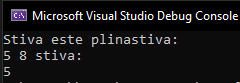 Microsoft Visual Studio Debug Console
Stiva este plinastiva:
5 8 stiva:
5